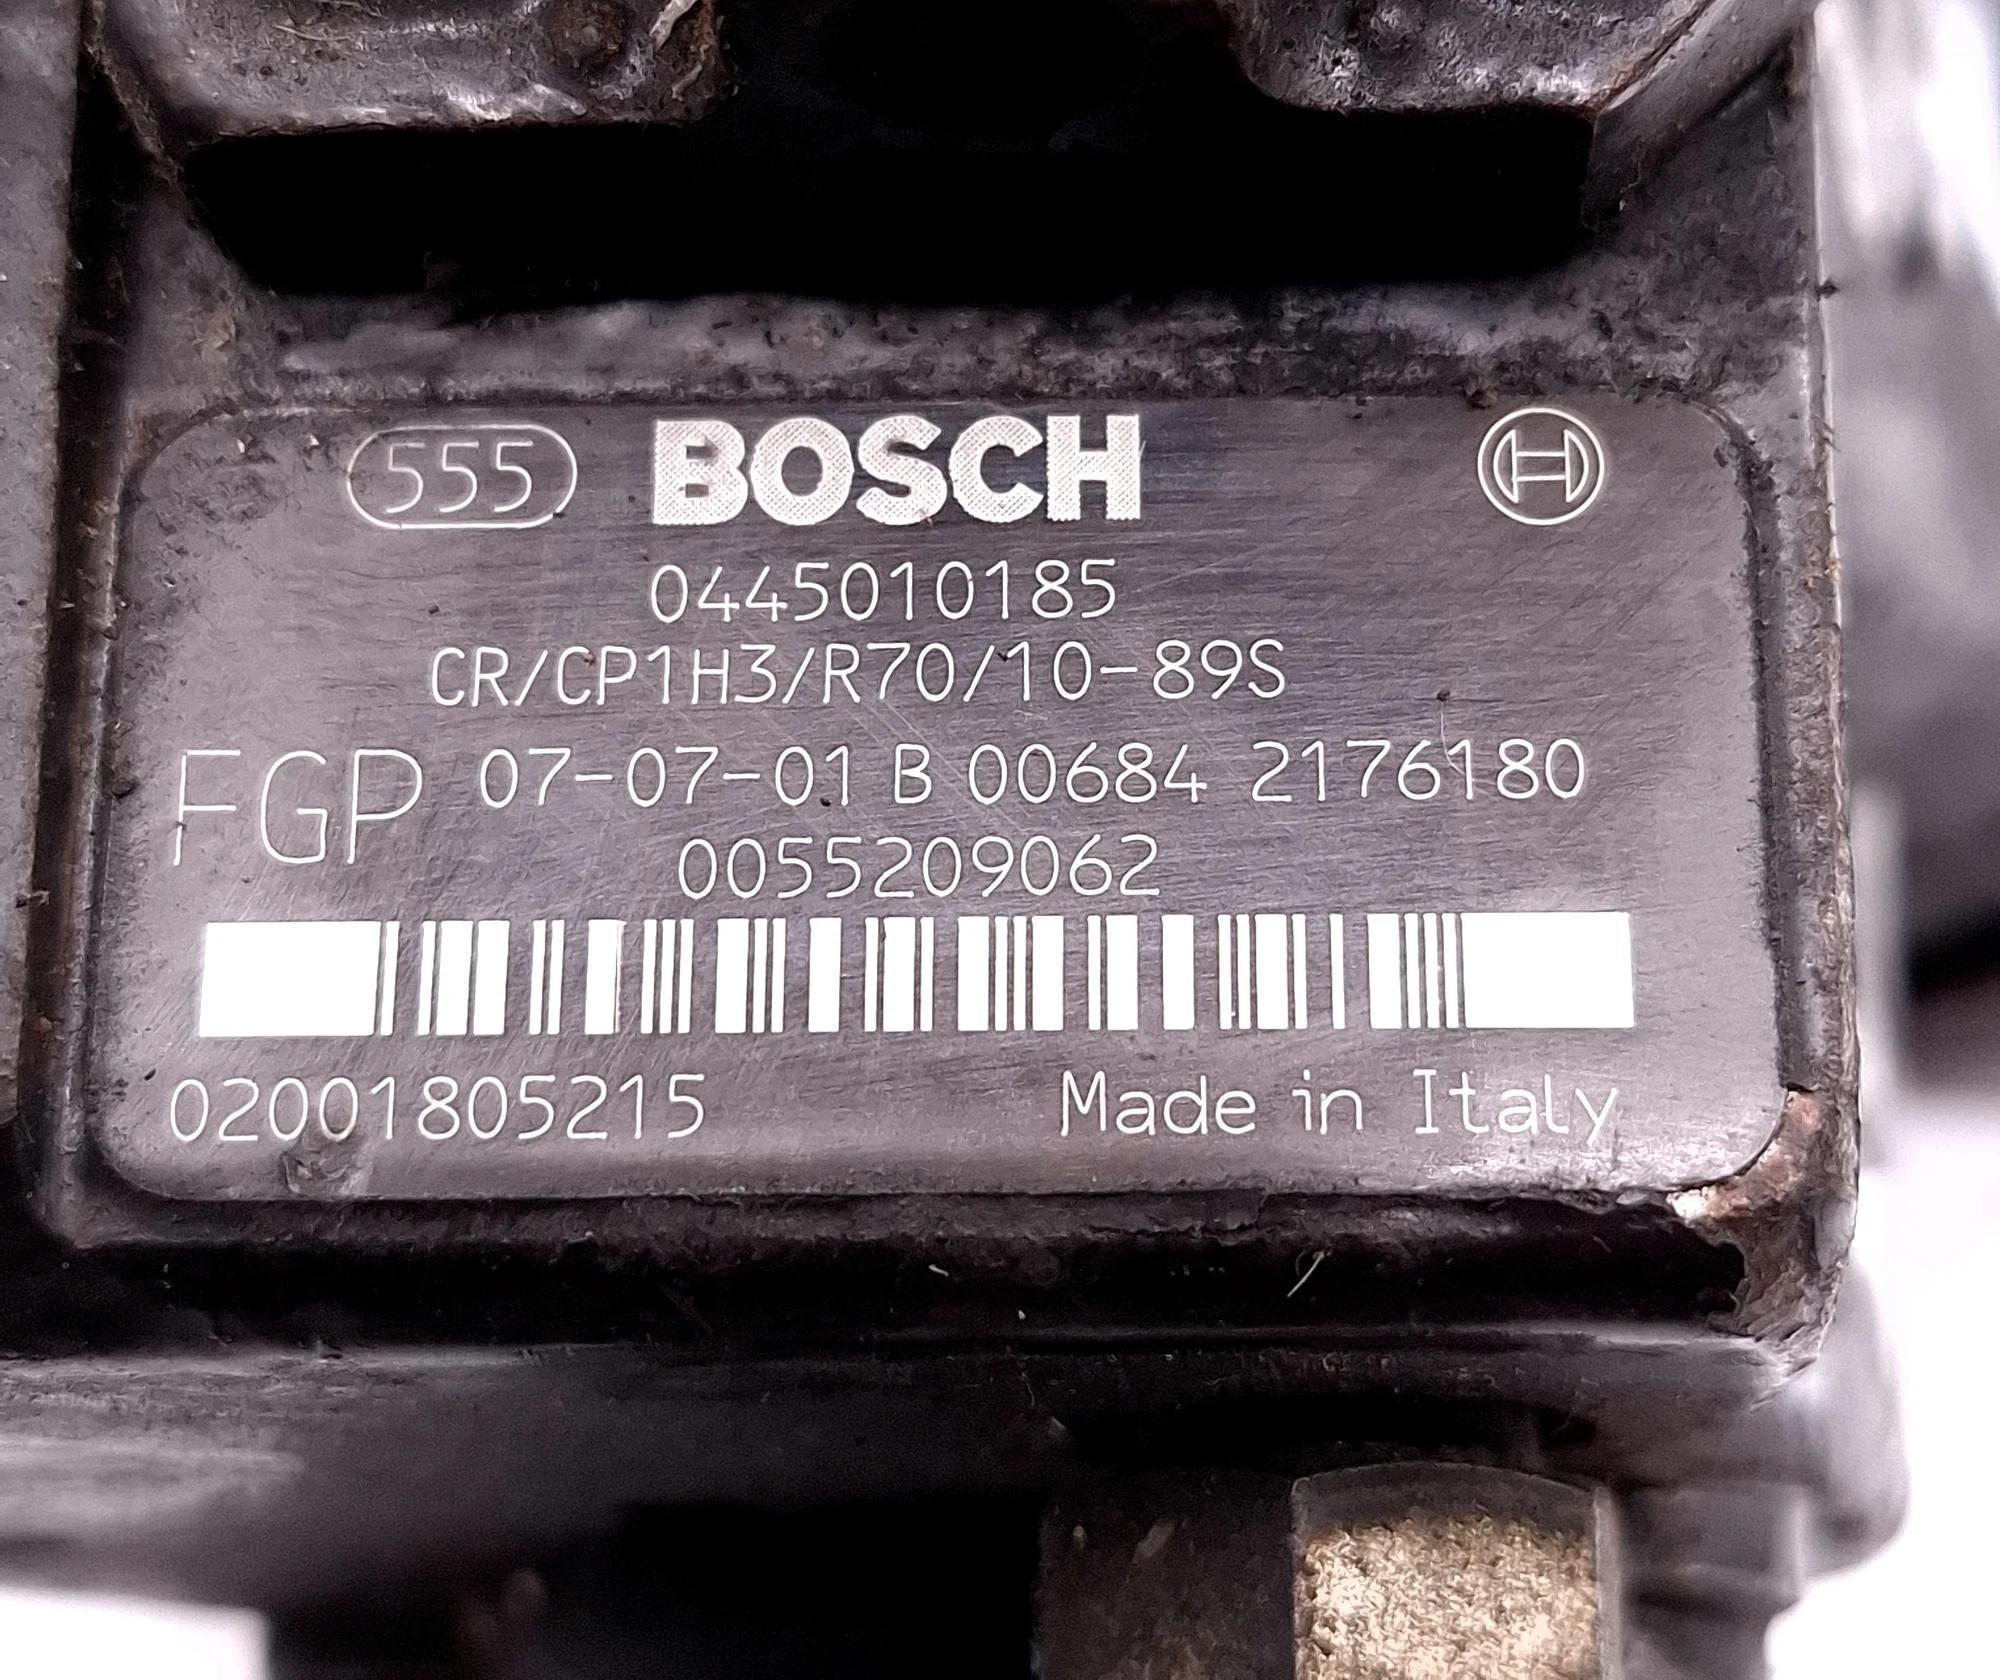 555 BOSCH
0445010185
CR/CP1H3/R70/10-89S
FGP 07-07-01 B 00684 2176180
0055209062
02001805215 Made in Italy